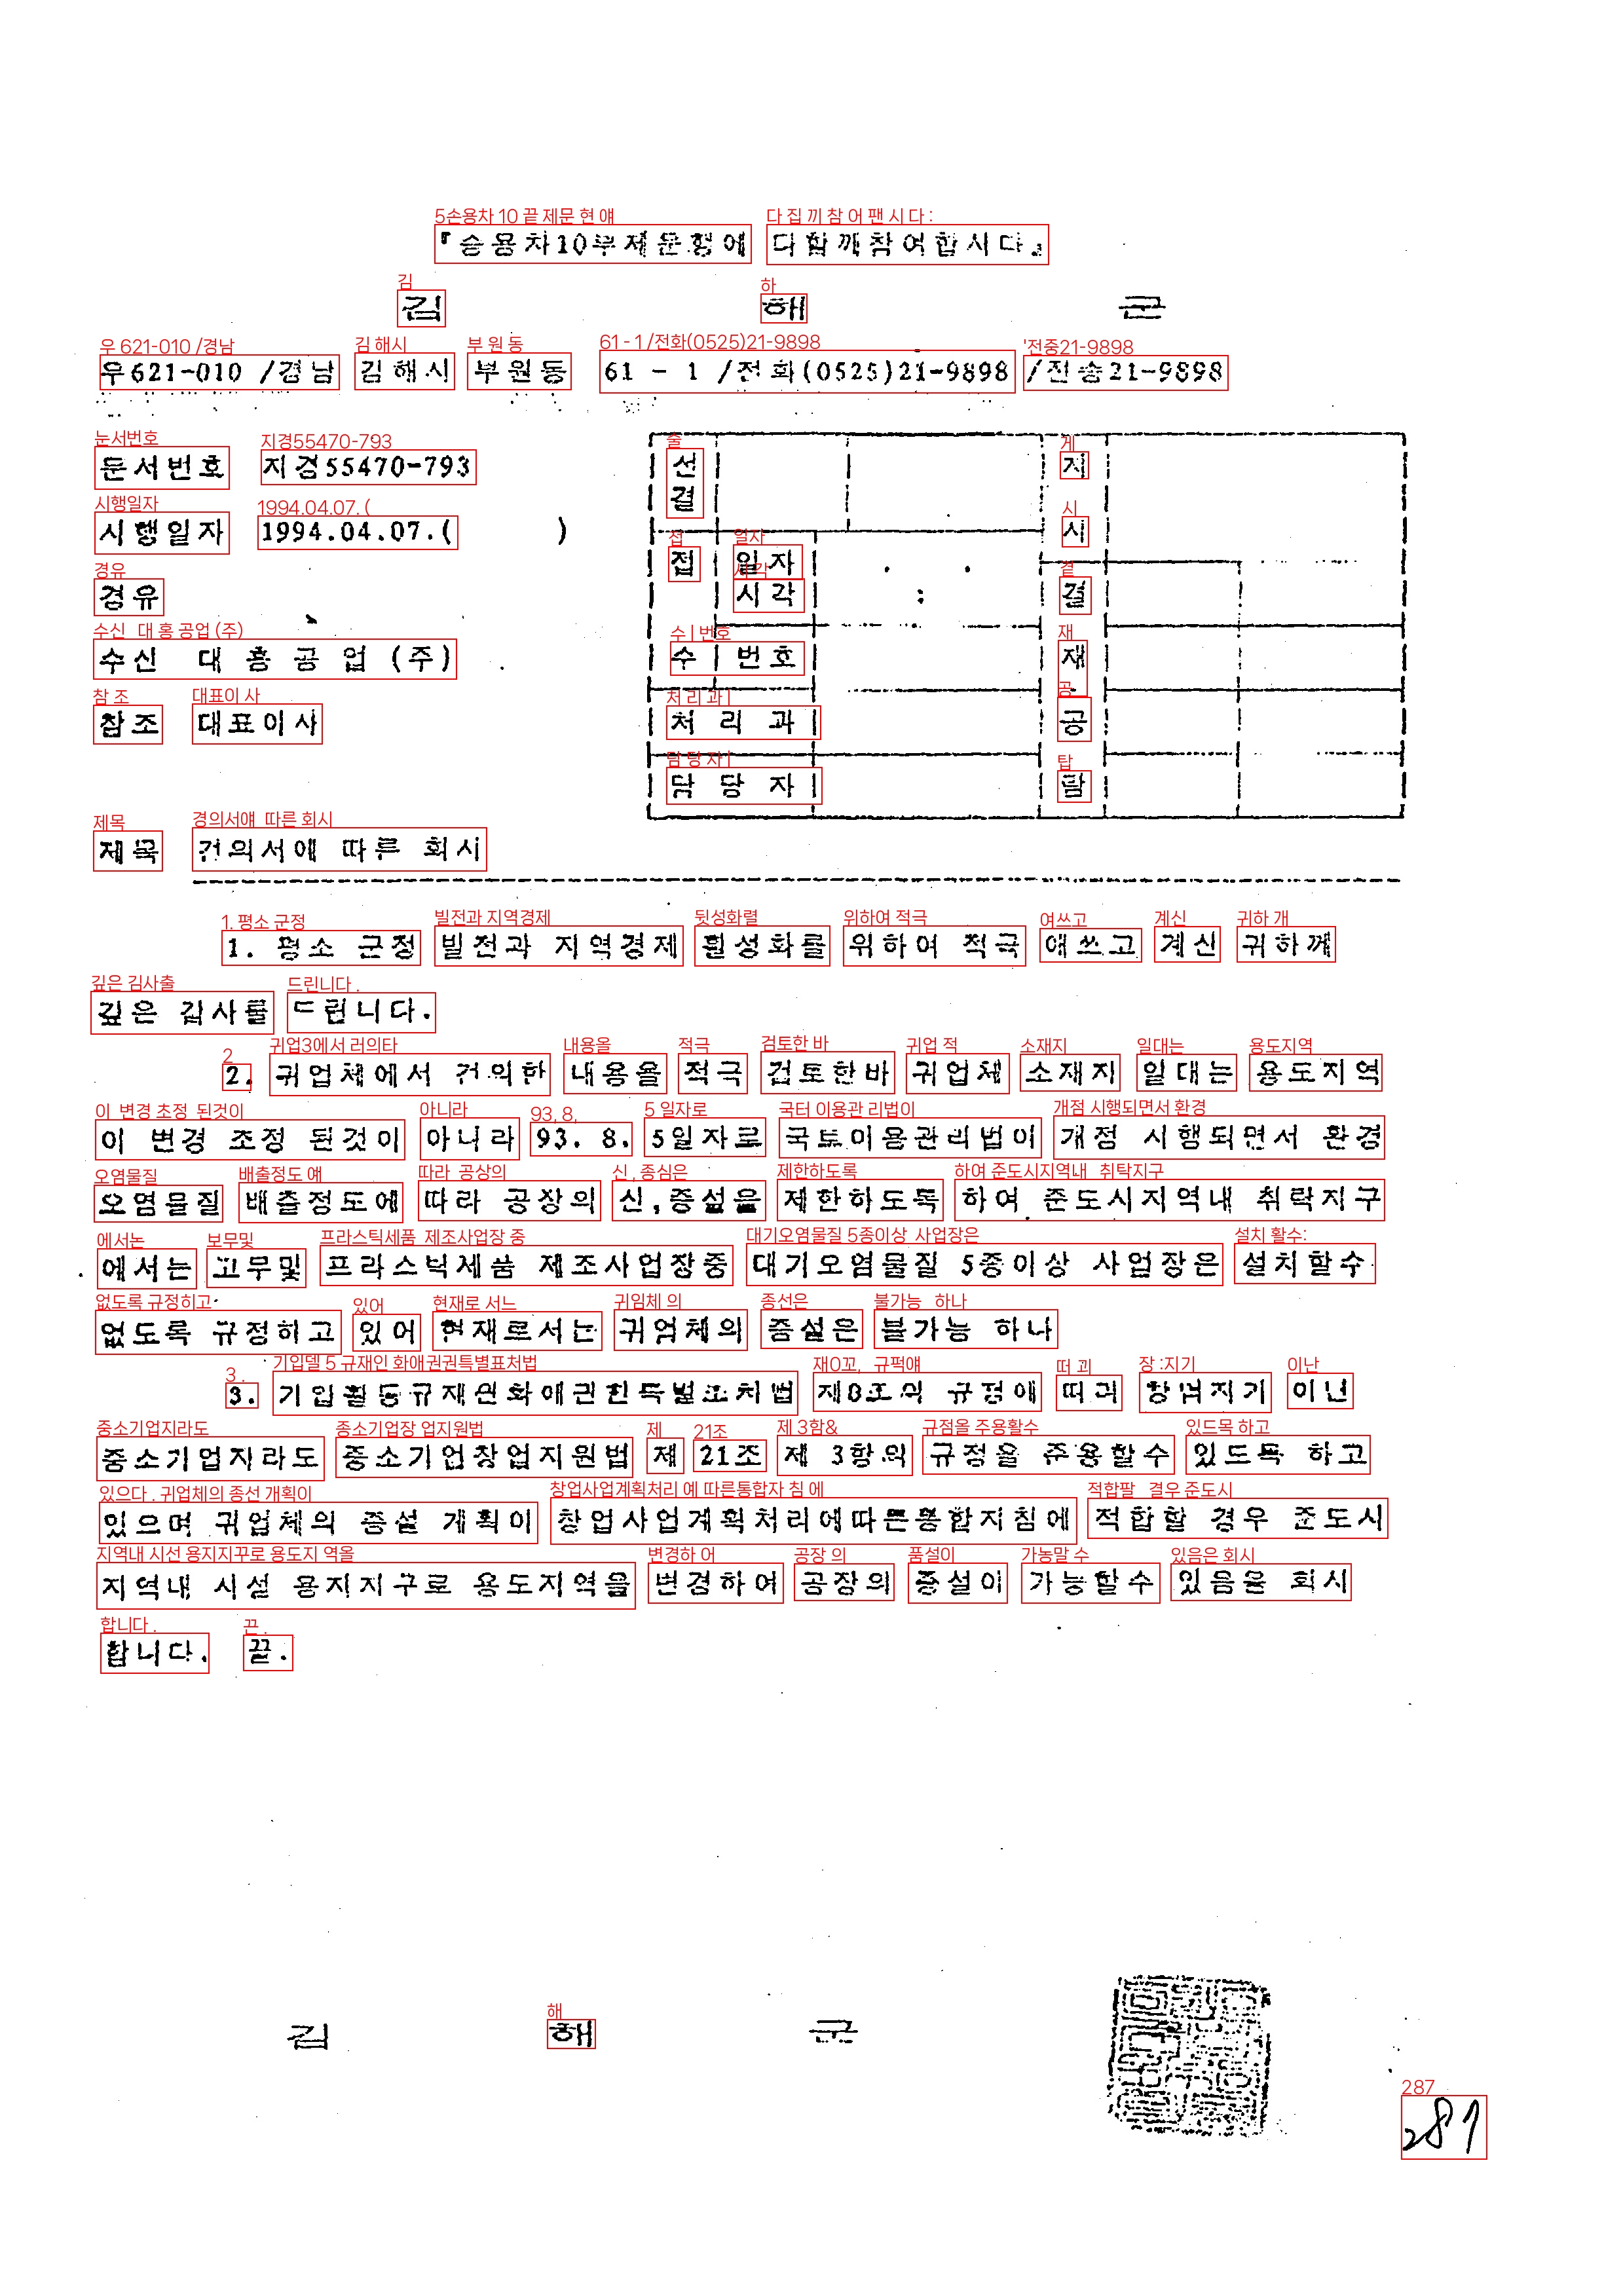 『승용차10부제운행에 다함께참여합시다』
김 해 군
우621-010 /경남 김해시 부원동 61 - 1 /전화(0525)21-9898 /전송21-9898
문서번호 지경55470-793
시행일자 1994.04.07.( )
경유
수신 대흥공업(주)
참조 대표이사
선결
지시
접수
일자
시각
번호
결재
공람
처리과
담당자
제목 건의서에 따른 회시
1. 평소 군정 발전과 지역경제 활성화를 위하여 적극 애쓰고 계신 귀하께
깊은 감사를 드립니다.
2. 귀업체에서 건의한 내용을 적극 검토한바 귀업체 소재지 일대는 용도지역
이 변경 조정 된것이 아니라 93. 8. 5일자로 국토이용관리법이 개정 시행되면서 환경
오염물질 배출정도에 따라 공장의 신,증설을 제한하도록 하여 준도시지역내 취락지구
에서는 고무및 프라스틱제품 제조사업장중 대기오염물질 5종이상 사업장은 설치할수
없도록 규정하고 있어 현재로서는 귀업체의 증설은 불가능 하나
3. 기업활동규제완화에관한특별조치법 제8조의 규정에 따라 창업지기 이넌
중소기업자라도 중소기업창업지원법 제 21조 제 3항의 규정을 준용할수 있드록 하고
있으며 귀업체의 증설 계획이 창업사업계획처리에따른통합지침에 적합할 경우 준도시
지역내 시설 용지지구로 용도지역을 변경하여 공장의 증설이 가능할수 있음을 회시
합니다. 끝.
김 해 군
287